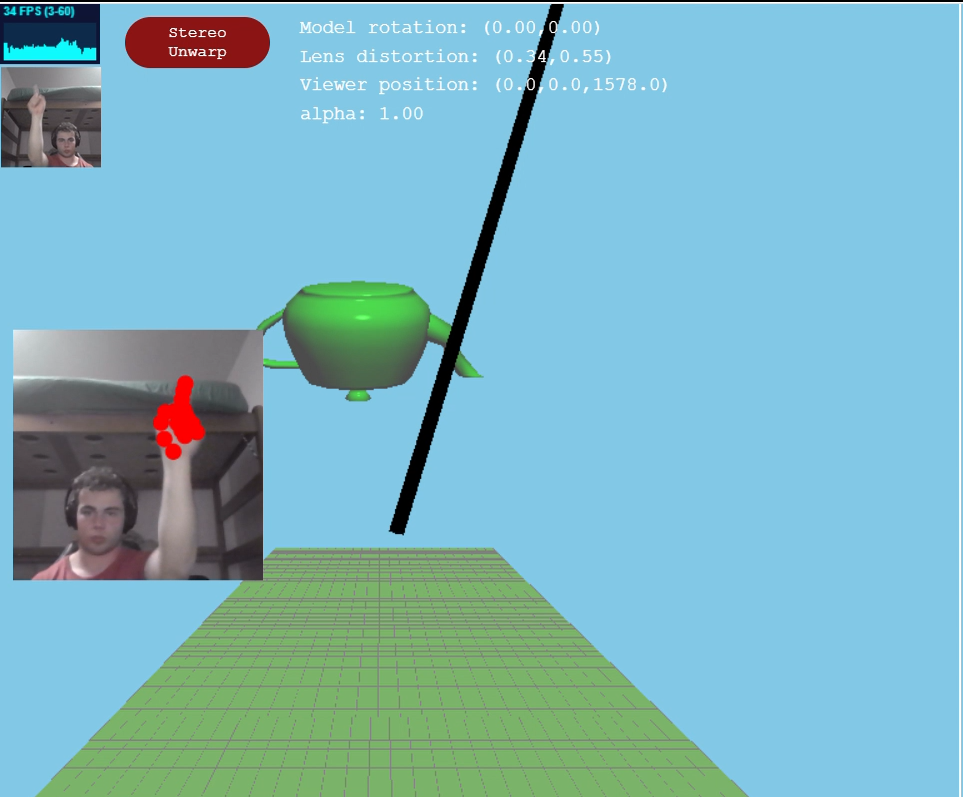 34 FPS (3-60)
Stereo
Unwarp
Model rotation: (0.00,0.00)
Lens distortion: (0.34,0.55)
Viewer position: (0.0,0.0,1578.0)
alpha: 1.00